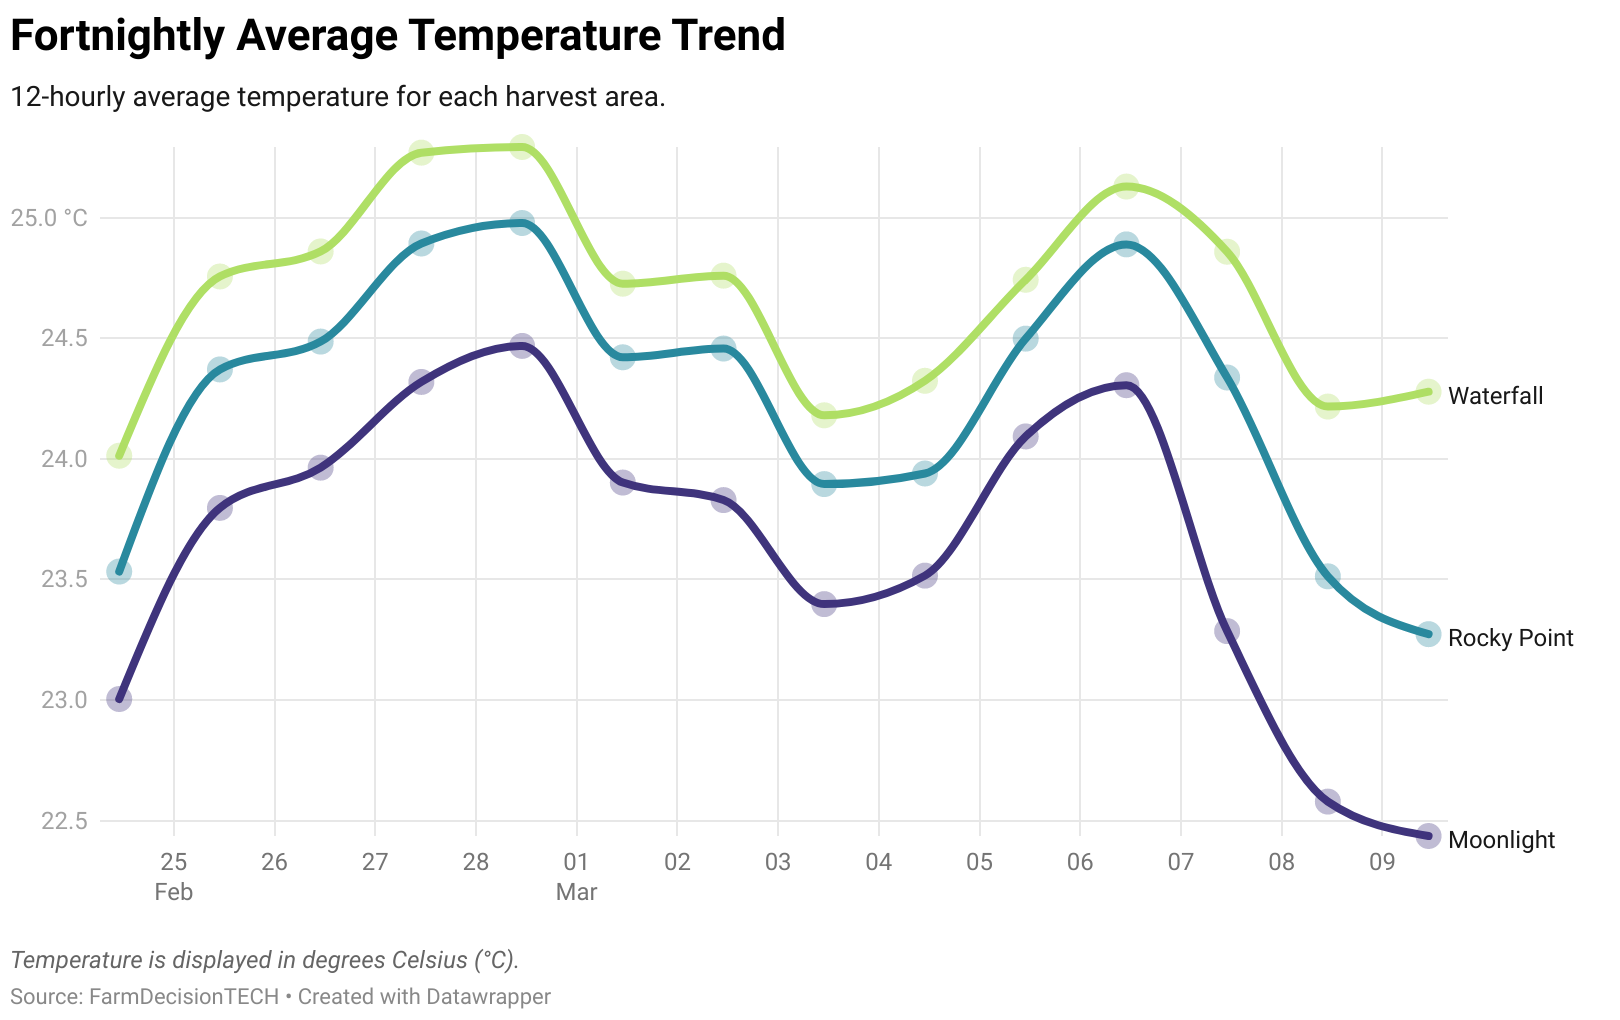 Fortnightly Average Temperature Trend
12-hourly average temperature for each harvest area.
25.0 °C
24.5
24.0
23.5
23.0
22.5
Waterfall
Rocky Point
Moonlight
25 26 27 28 01 02 03 04 05 06 07 08 09
Feb Mar
Temperature is displayed in degrees Celsius (°C).
Source: FarmDecisionTECH • Created with Datawrapper